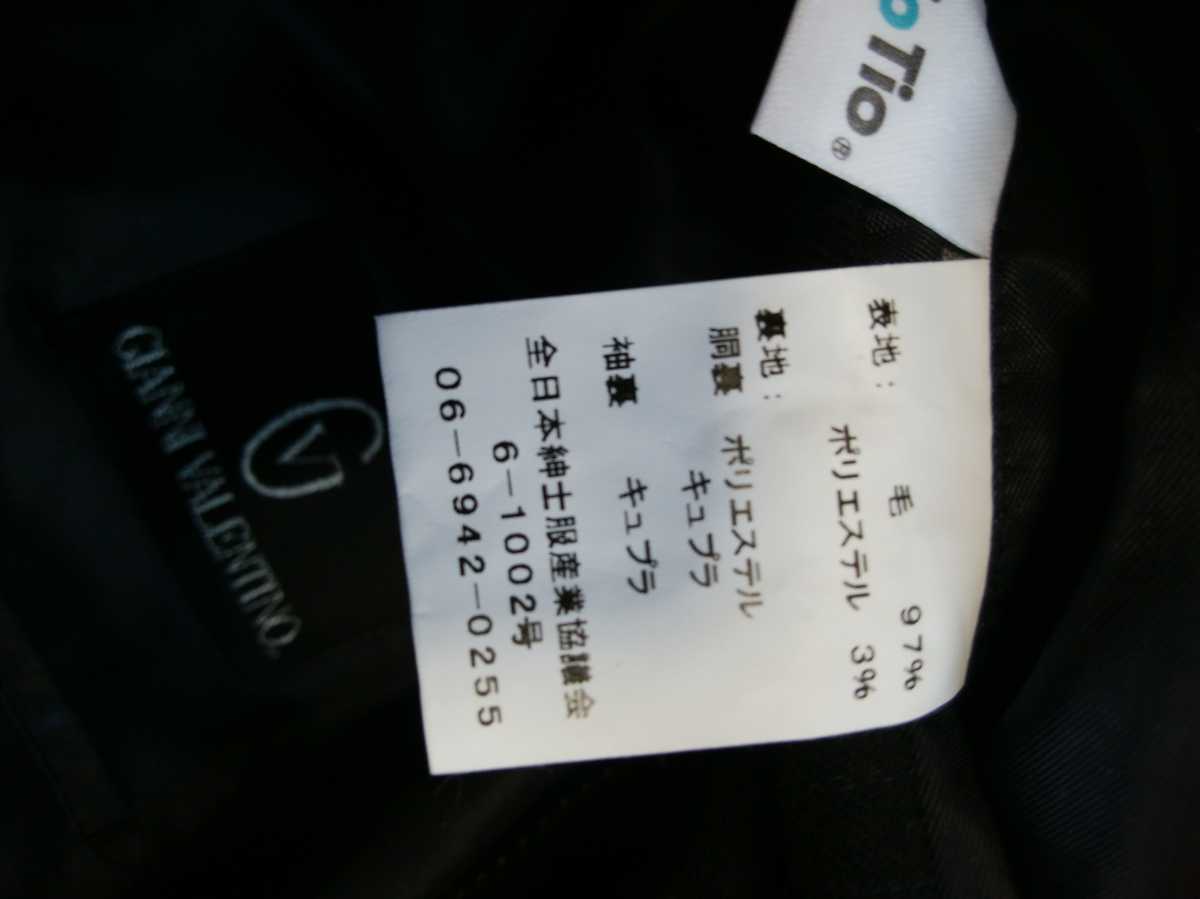 oTio®
表地：
毛 97%
ポリエステル 3%
裏地：
胴裏 ポリエステル
キュプラ
袖裏 キュプラ
全日本紳士服産業協議会
6－1002号
06－6942－0255
GV
GIANNI VALENTINO.